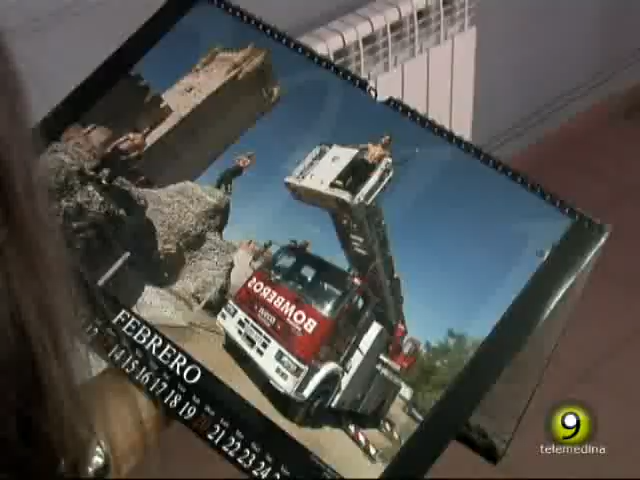 BOMBEROS
FEBRERO
14 15 16 17 18 19 20 21 22 23 24
9
telemedina